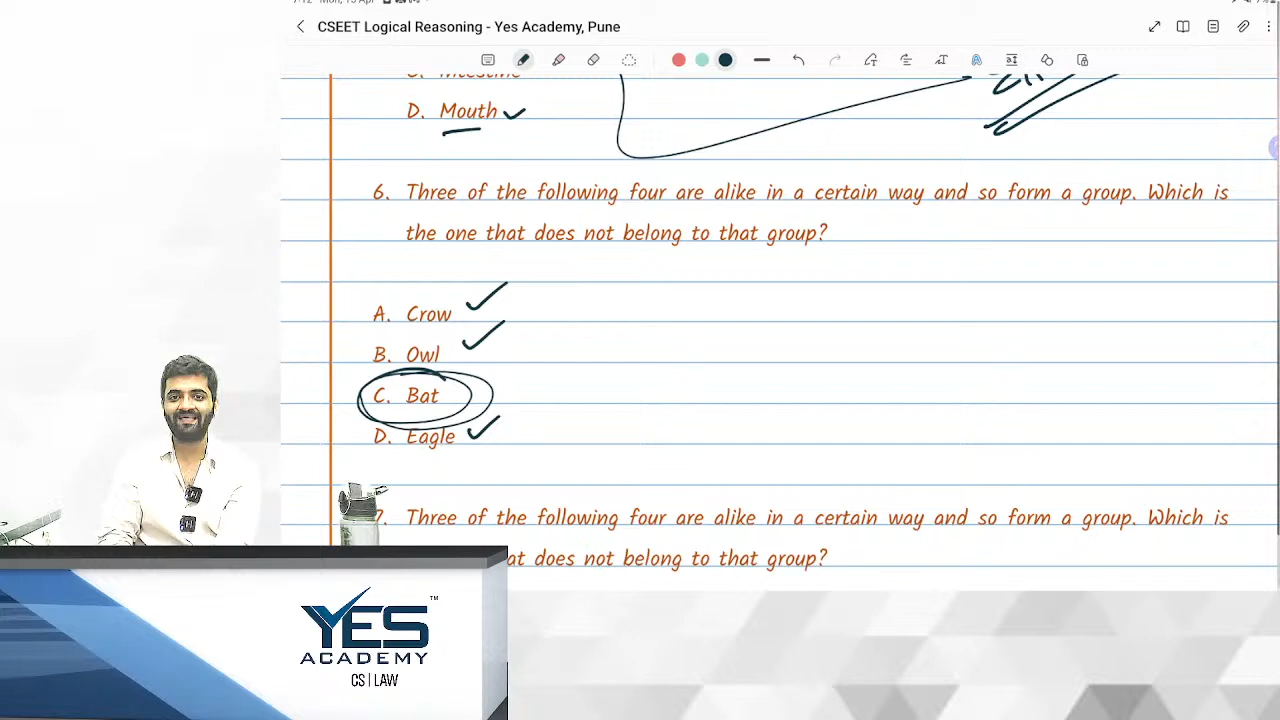 CSEET Logical Reasoning - Yes Academy, Pune
C. Intestine
D. Mouth
6. Three of the following four are alike in a certain way and so form a group. Which is
the one that does not belong to that group?
A. Crow
B. Owl
C. Bat
D. Eagle
7. Three of the following four are alike in a certain way and so form a group. Which is
at does not belong to that group?
YES™
ACADEMY
CS | LAW